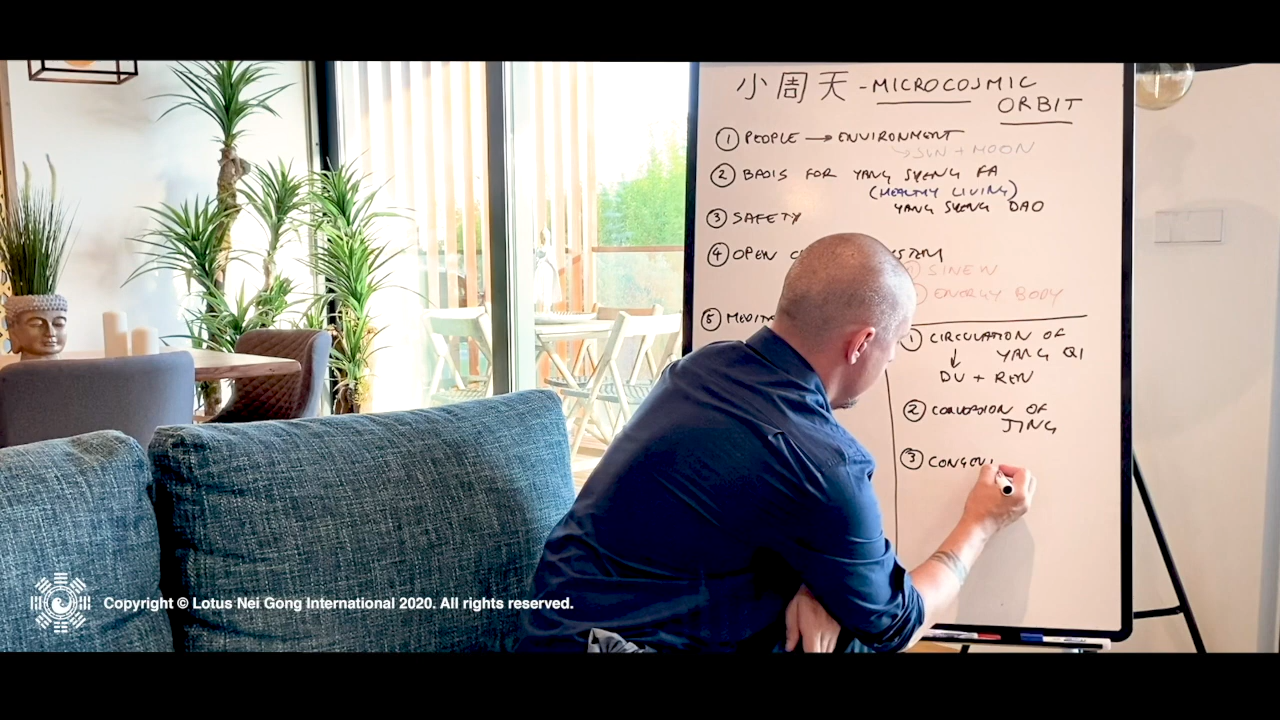 小周天 - MICROCOSMIC
ORBIT
① PEOPLE → ENVIRONMENT
↳ SUN + MOON
② BASIS FOR YANG SHENG FA
(HEALTHY LIVING)
YANG SHENG DAO
③ SAFETY
④ OPEN
SINEW
ENERGY BODY
⑤
① CIRCULATION OF
↓ YANG QI
DU + REN
② CONVERSION OF
JING
③
Copyright © Lotus Nei Gong International 2020. All rights reserved.